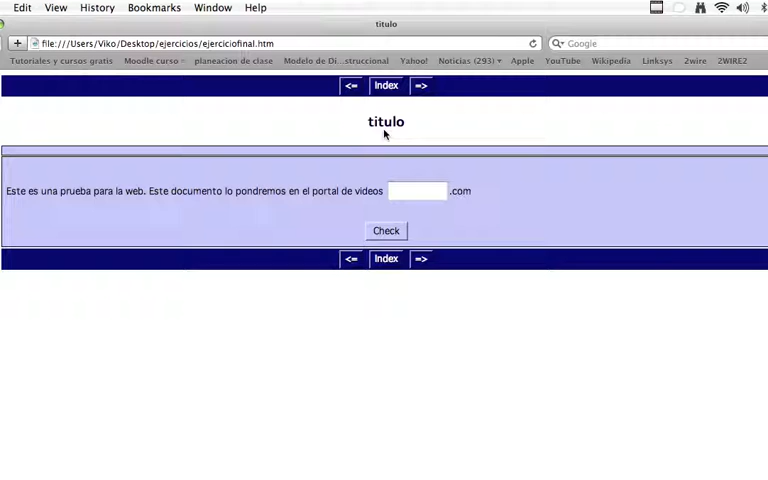 Edit View History Bookmarks Window Help
titulo
+ file:///Users/Viko/Desktop/ejercicios/ejerciciofinal.htm Google
Tutoriales y cursos gratis Moodle curso planeacion de clase Modelo de Di...struccional Yahoo! Noticias (293) Apple YouTube Wikipedia Linksys 2wire 2WIRE2
<= Index =>
titulo
Este es una prueba para la web. Este documento lo pondremos en el portal de videos .com
Check
<= Index =>